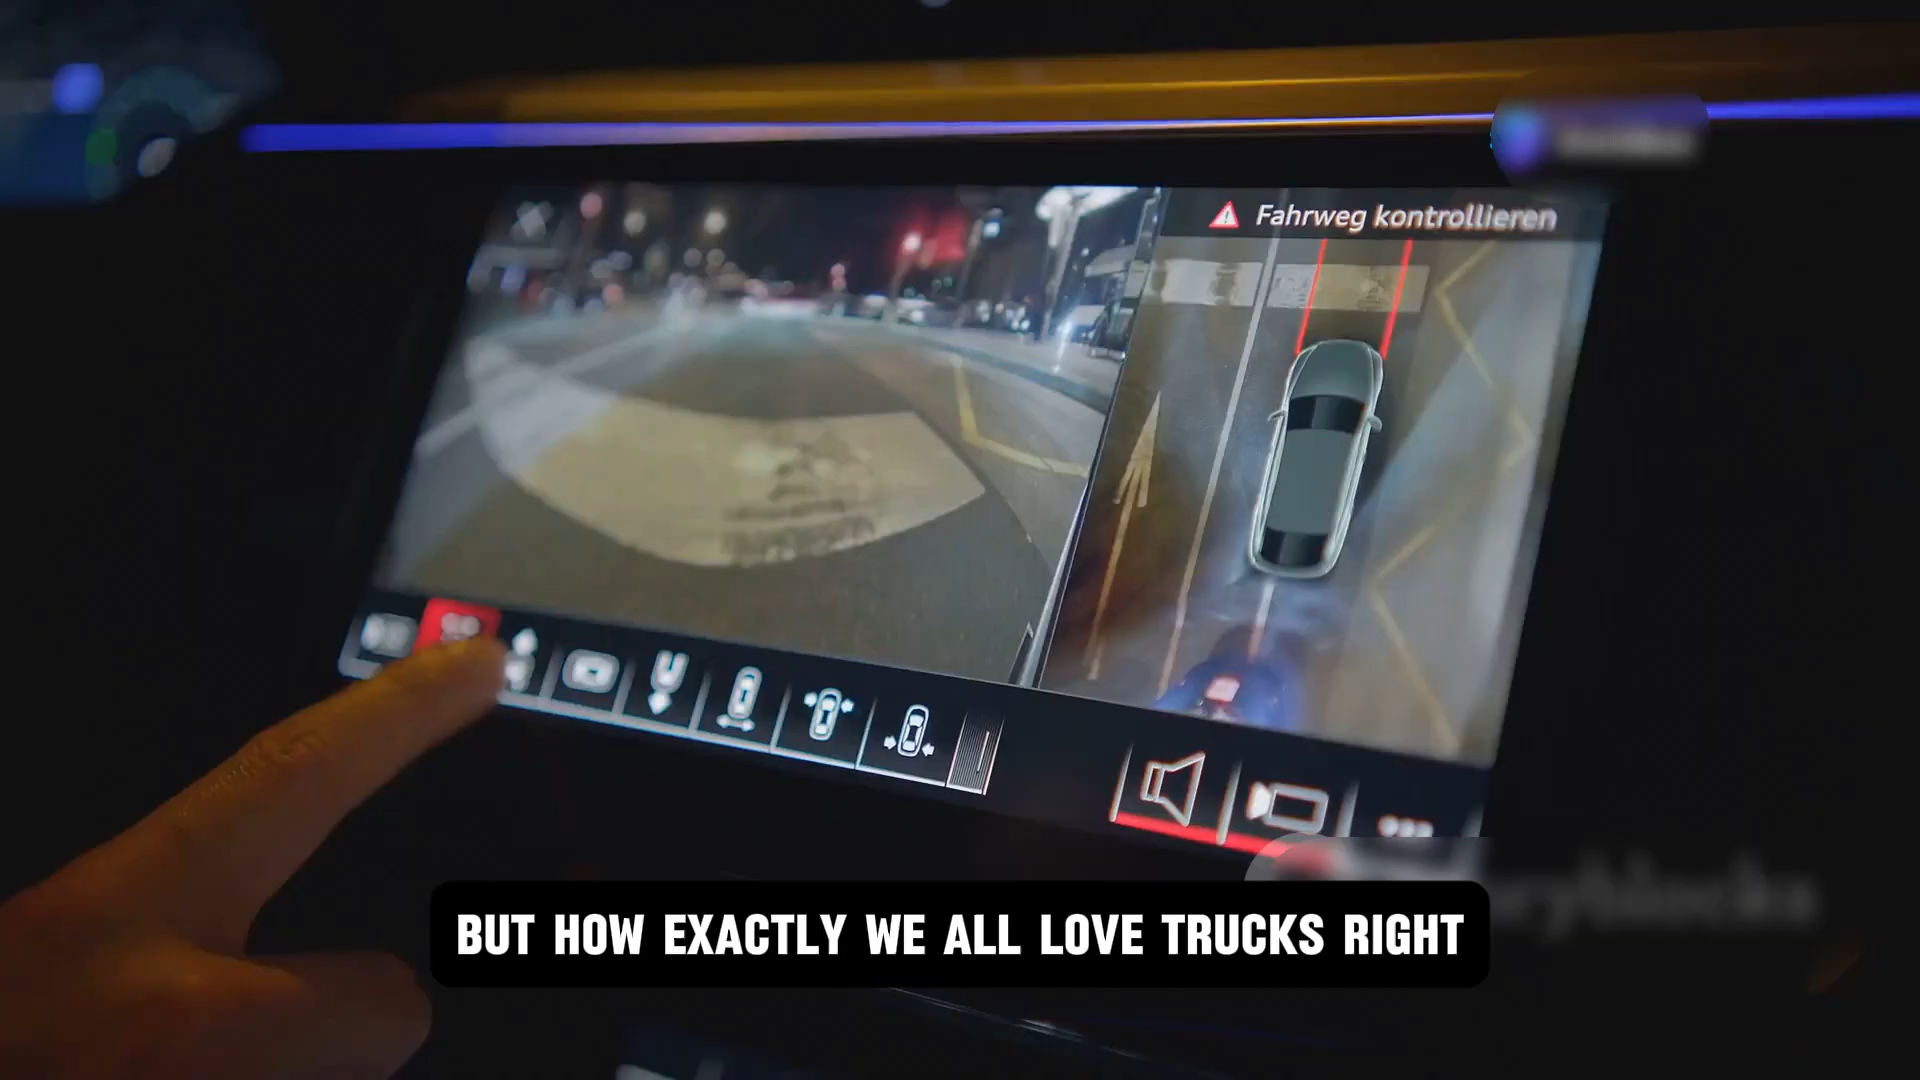 Fahrweg kontrollieren
BUT HOW EXACTLY WE ALL LOVE TRUCKS RIGHT